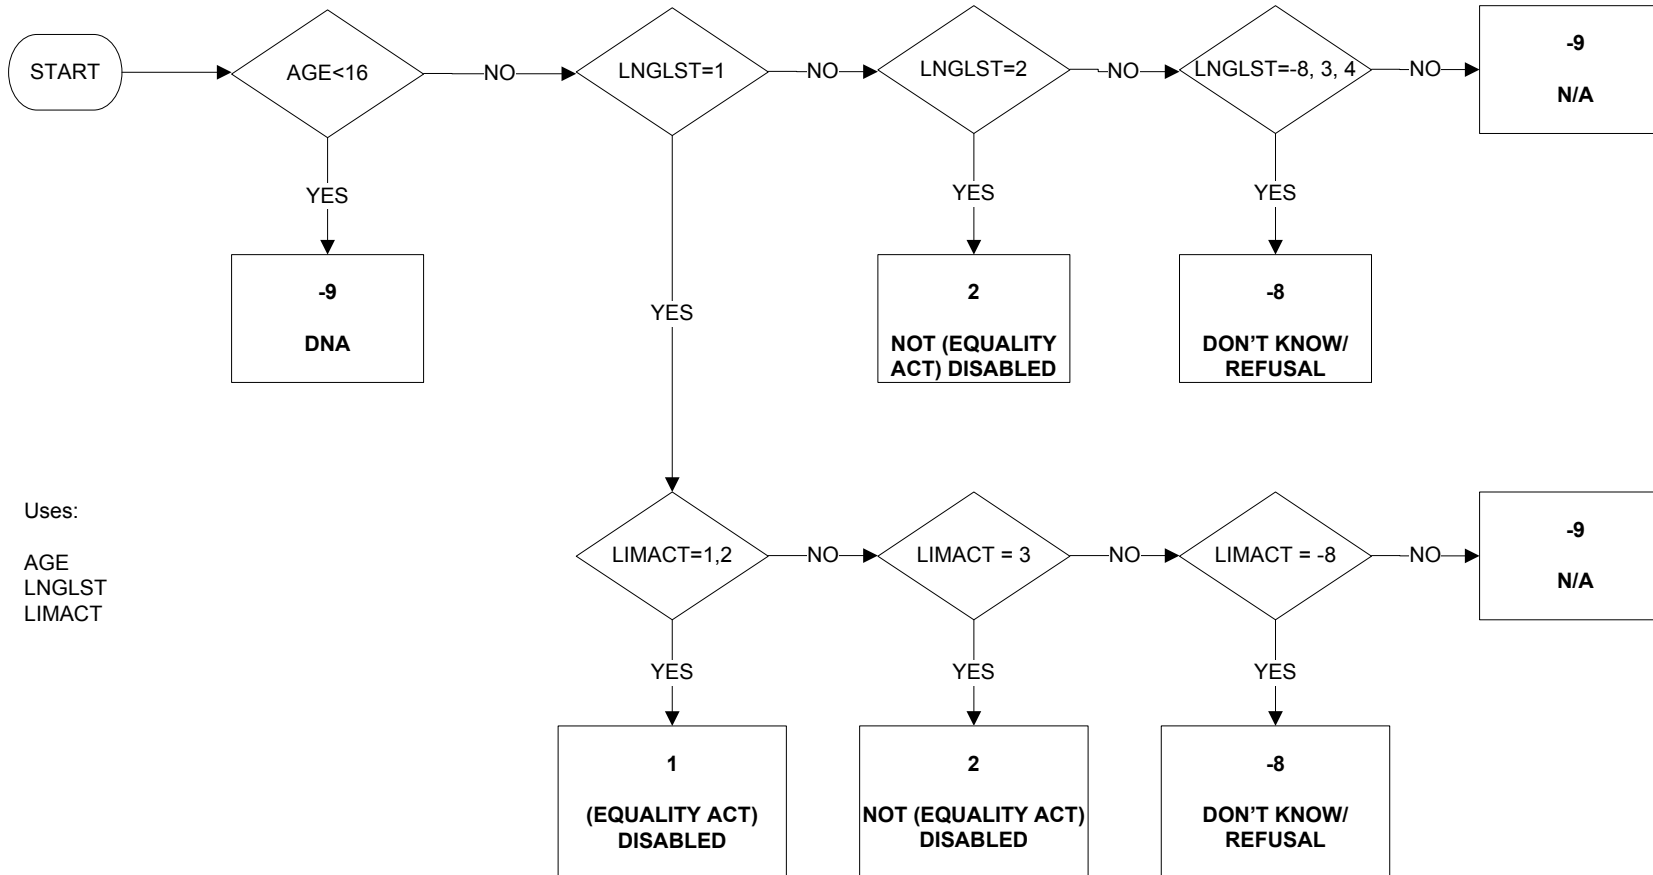 START
AGE<16
NO
LNGLST=1
NO
LNGLST=2
NO
LNGLST=-8, 3, 4
NO
-9
N/A
YES
-9
DNA
YES
YES
2
NOT (EQUALITY
ACT) DISABLED
YES
-8
DON'T KNOW/
REFUSAL
Uses:
AGE
LNGLST
LIMACT
LIMACT=1,2
NO
LIMACT = 3
NO
LIMACT = -8
NO
-9
N/A
YES
1
(EQUALITY ACT)
DISABLED
YES
2
NOT (EQUALITY ACT)
DISABLED
YES
-8
DON'T KNOW/
REFUSAL